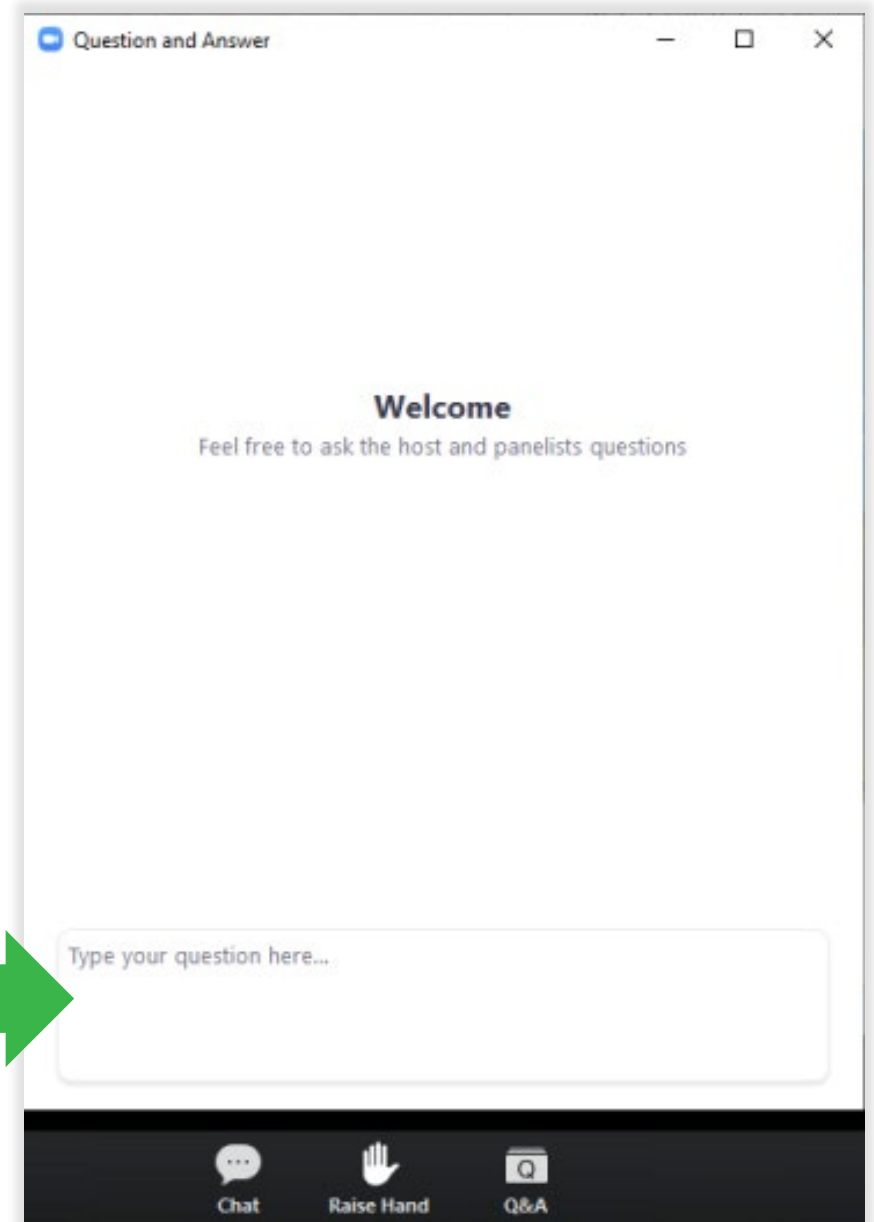 Question and Answer
Welcome
Feel free to ask the host and panelists questions
Type your question here...
Chat Raise Hand Q&A